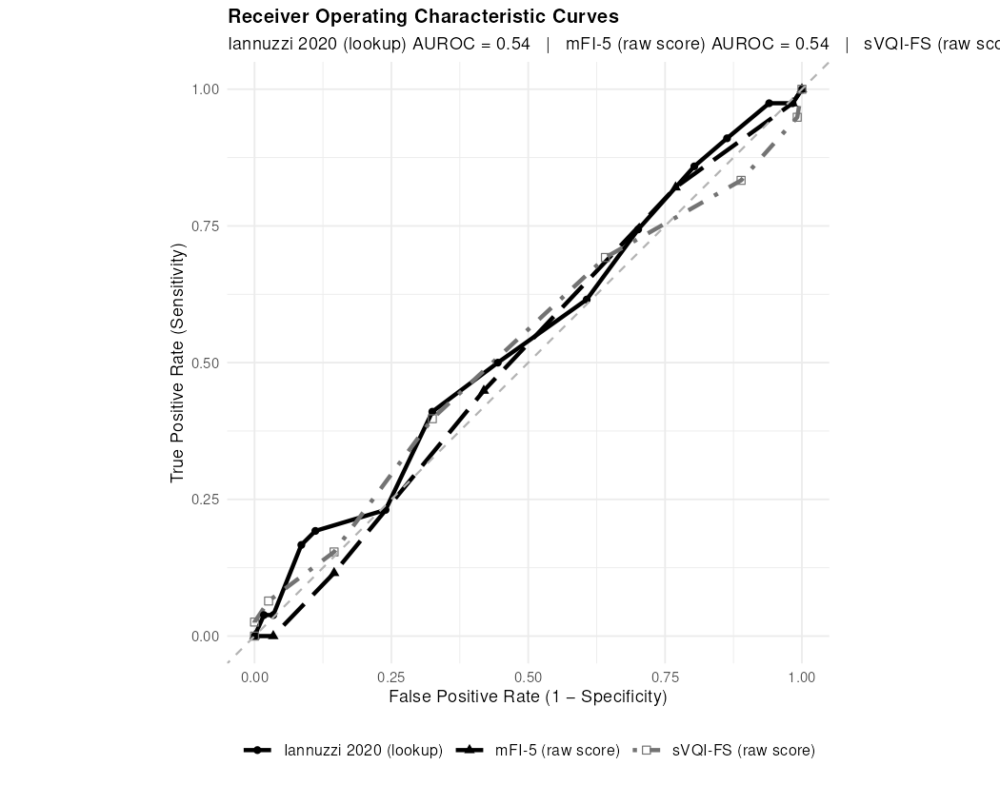 Receiver Operating Characteristic Curves
Iannuzzi 2020 (lookup) AUROC = 0.54 | mFI-5 (raw score) AUROC = 0.54 | sVQI-FS (raw sco
1.00
0.75
0.50
0.25
0.00
True Positive Rate (Sensitivity)
0.00 0.25 0.50 0.75 1.00
False Positive Rate (1 − Specificity)
Iannuzzi 2020 (lookup) mFI-5 (raw score) sVQI-FS (raw score)